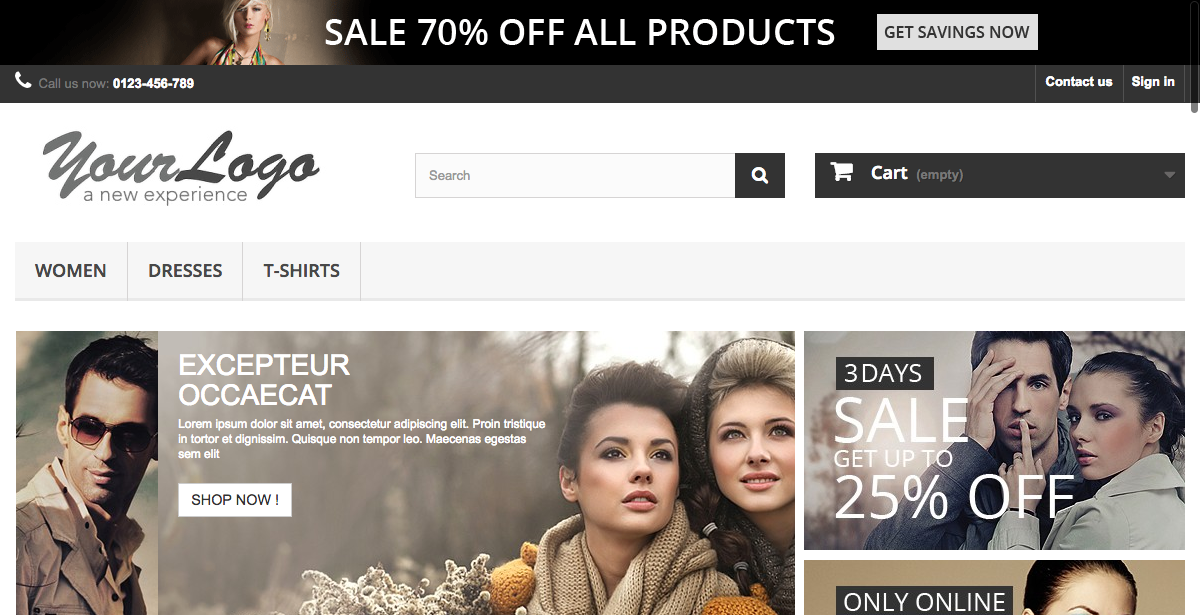 SALE 70% OFF ALL PRODUCTS
GET SAVINGS NOW
Call us now: 0123-456-789
Contact us
Sign in
YourLogo
a new experience
Search
Cart (empty)
WOMEN
DRESSES
T-SHIRTS
EXCEPTEUR
OCCAECAT
Lorem ipsum dolor sit amet, consectetur adipiscing elit. Proin tristique
in tortor et dignissim. Quisque non tempor leo. Maecenas egestas
sem elit
SHOP NOW !
3 DAYS
SALE
GET UP TO
25% OFF
ONLY ONLINE